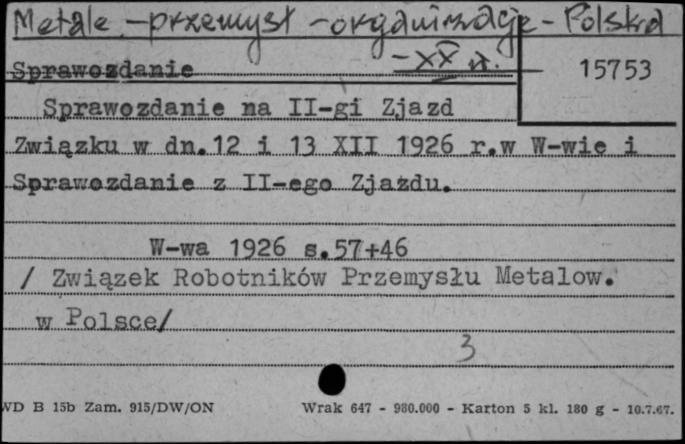 Metale - przemysł - organizacje - Polska
- XX w.
Sprawozdanie
15753
Sprawozdanie na II-gi Zjazd
Związku w dn.12 i 13 XII 1926 r.w W-wie i
Sprawozdanie z II-ego Zjazdu.
W-wa 1926 s.57+46
/ Związek Robotników Przemysłu Metalow.
w Polsce/
3
WD B 15b Zam. 915/DW/ON Wrak 647 - 980.000 - Karton 5 kl. 180 g - 10.7.67.